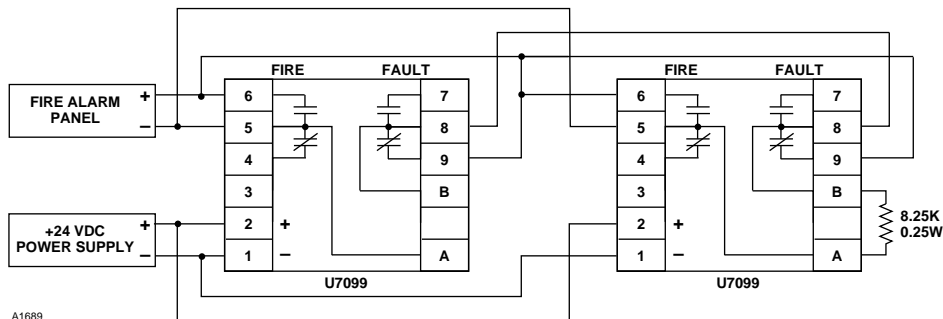 FIRE FAULT
FIRE FAULT
FIRE ALARM
PANEL
+
−
+24 VDC
POWER SUPPLY
+
−
6
5
4
3
2 +
1 −
7
8
9
B
A
U7099
6
5
4
3
2 +
1 −
7
8
9
B
A
U7099
8.25K
0.25W
A1689